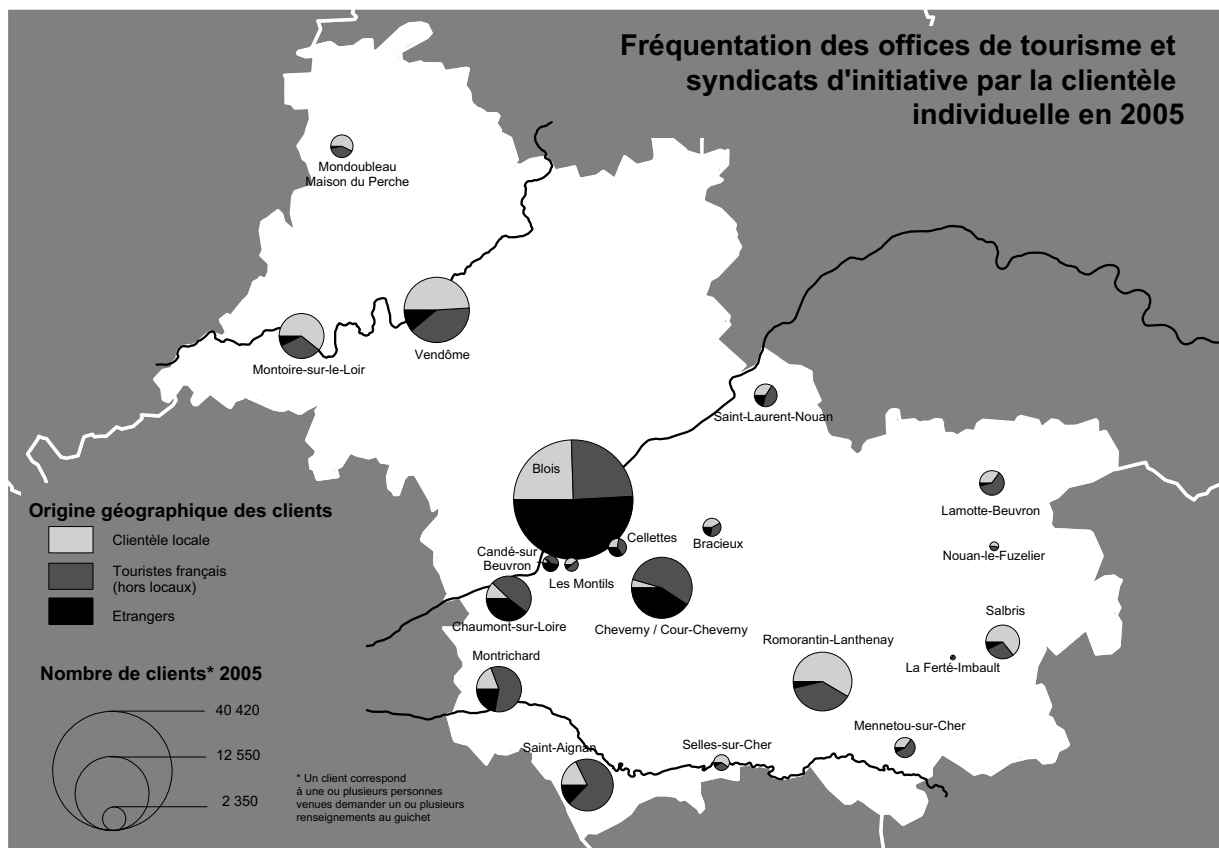 Fréquentation des offices de tourisme et
syndicats d'initiative par la clientèle
individuelle en 2005
Mondoubleau
Maison du Perche
Vendôme
Montoire-sur-le-Loir
Saint-Laurent-Nouan
Blois
Lamotte-Beuvron
Cellettes
Bracieux
Nouan-le-Fuzelier
Candé-sur
Beuvron
Les Montils
Chaumont-sur-Loire
Cheverny / Cour-Cheverny
Salbris
Romorantin-Lanthenay
La Ferté-Imbault
Montrichard
Mennetou-sur-Cher
Saint-Aignan
Selles-sur-Cher
Origine géographique des clients
Clientèle locale
Touristes français
(hors locaux)
Etrangers
Nombre de clients* 2005
40 420
12 550
2 350
* Un client correspond
à une ou plusieurs personnes
venues demander un ou plusieurs
renseignements au guichet